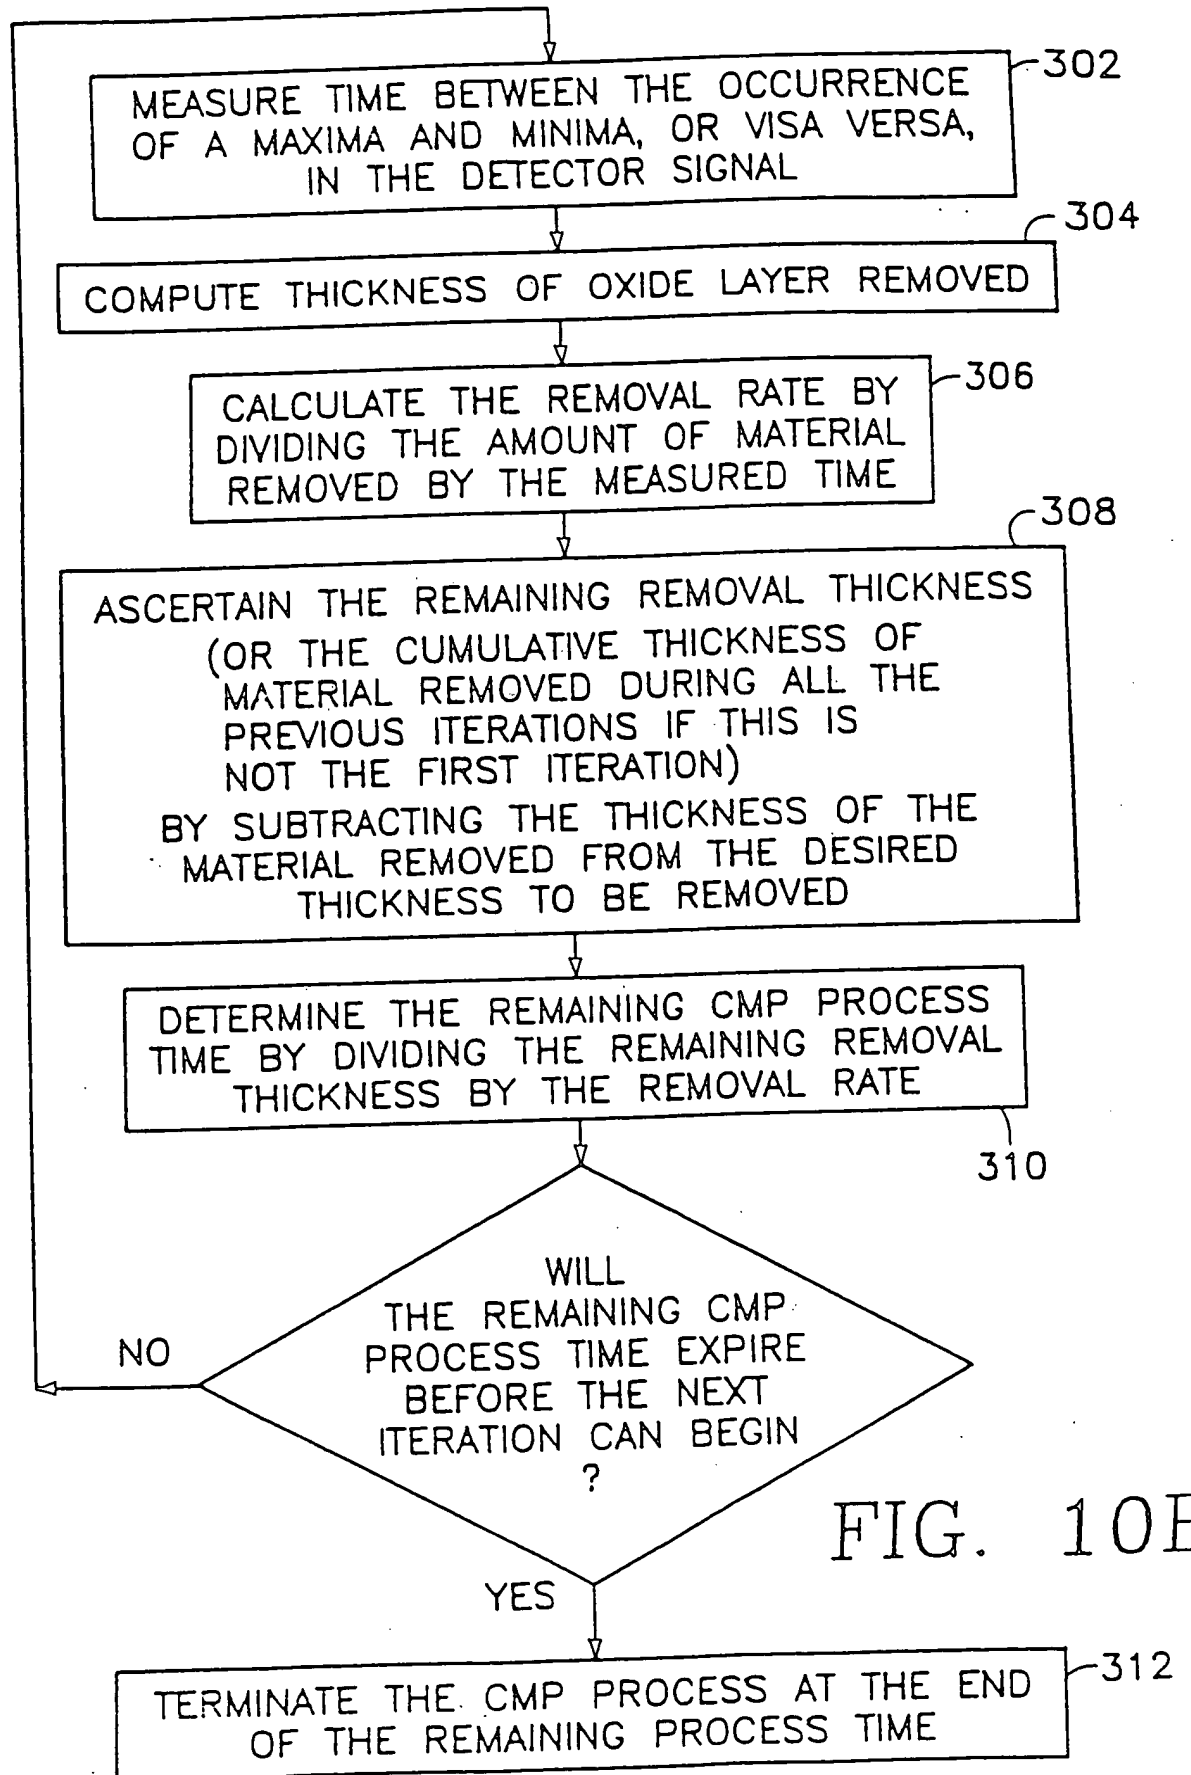 302
MEASURE TIME BETWEEN THE OCCURRENCE
OF A MAXIMA AND MINIMA, OR VISA VERSA,
IN THE DETECTOR SIGNAL
304
COMPUTE THICKNESS OF OXIDE LAYER REMOVED
306
CALCULATE THE REMOVAL RATE BY
DIVIDING THE AMOUNT OF MATERIAL
REMOVED BY THE MEASURED TIME
308
ASCERTAIN THE REMAINING REMOVAL THICKNESS
(OR THE CUMULATIVE THICKNESS OF
MATERIAL REMOVED DURING ALL THE
PREVIOUS ITERATIONS IF THIS IS
NOT THE FIRST ITERATION)
BY SUBTRACTING THE THICKNESS OF THE
MATERIAL REMOVED FROM THE DESIRED
THICKNESS TO BE REMOVED
DETERMINE THE REMAINING CMP PROCESS
TIME BY DIVIDING THE REMAINING REMOVAL
THICKNESS BY THE REMOVAL RATE
310
WILL
THE REMAINING CMP
PROCESS TIME EXPIRE
BEFORE THE NEXT
ITERATION CAN BEGIN
?
NO
FIG. 10B
YES
312
TERMINATE THE CMP PROCESS AT THE END
OF THE REMAINING PROCESS TIME